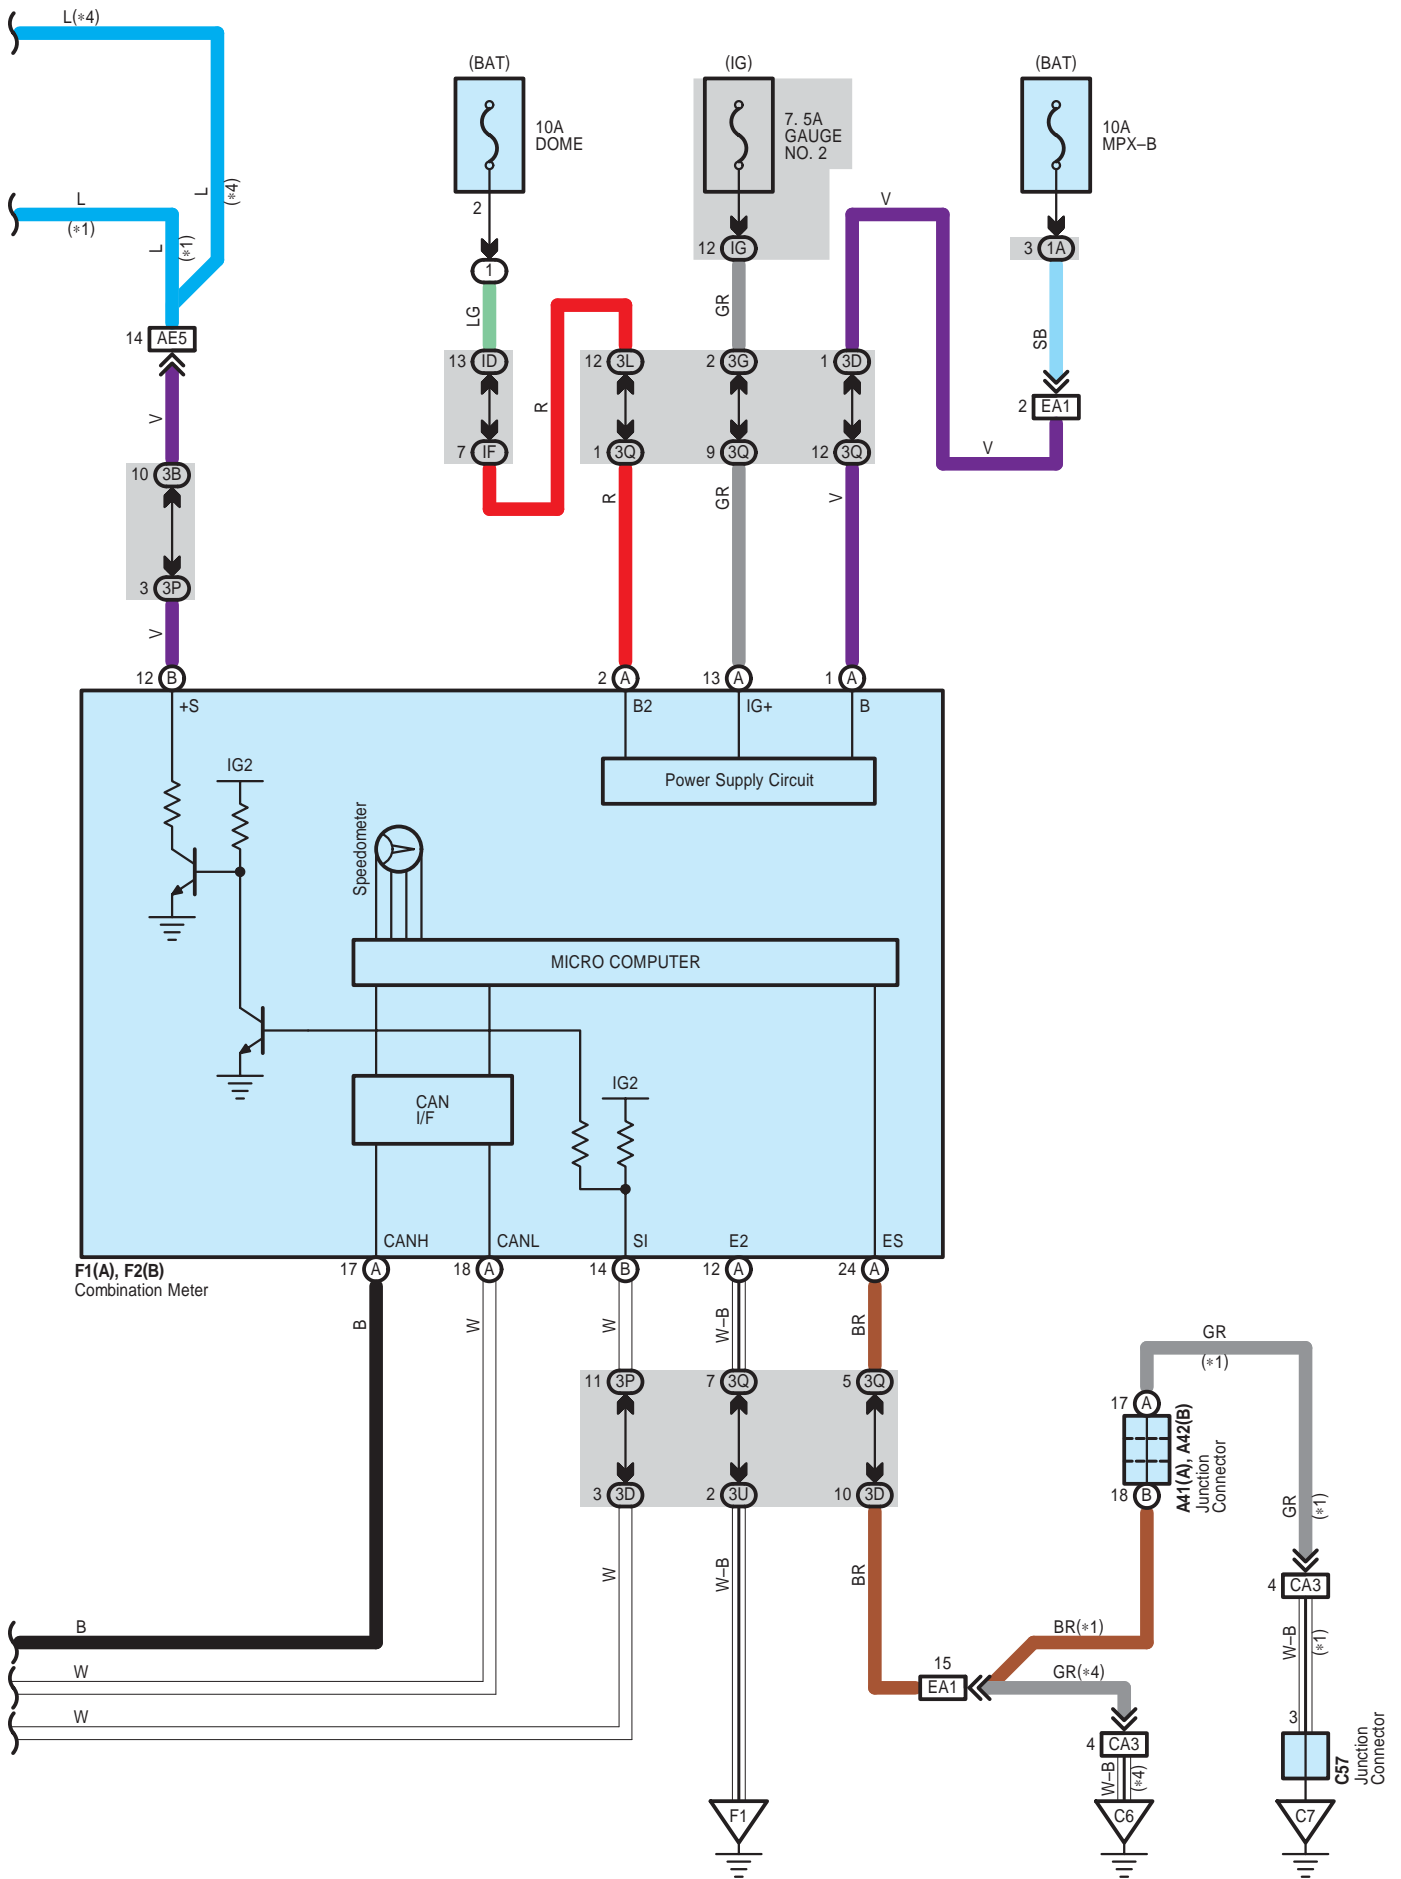 L(*4)
(BAT)
(IG)
(BAT)
10A
DOME
7. 5A
GAUGE
NO. 2
10A
MPX–B
L
(*1)
L
(*4)
L
(*1)
2
1
12 IG
V
3 1A
LG
GR
SB
14 AE5
13 ID
12 3L
2 3G
1 3D
2 EA1
V
R
7 IF
1 3Q
9 3Q
12 3Q
V
10 3B
R
GR
V
3 3P
V
12 B
2 A
13 A
1 A
+S
B2
IG+
B
IG2
Power Supply Circuit
Speedometer
MICRO COMPUTER
CAN
I/F
IG2
CANH
CANL
SI
E2
ES
F1(A), F2(B)
Combination Meter
17 A
18 A
14 B
12 A
24 A
B
W
W
W–B
BR
GR
(*1)
11 3P
7 3Q
5 3Q
17 A
A41(A), A42(B)
Junction
Connector
3 3D
2 3U
10 3D
18 B
GR
(*1)
W
W–B
BR
4 CA3
B
BR(*1)
W–B
(*1)
W
15
EA1
GR(*4)
W
3
4 CA3
C57
Junction
Connector
W–B
(*4)
F1
C6
C7